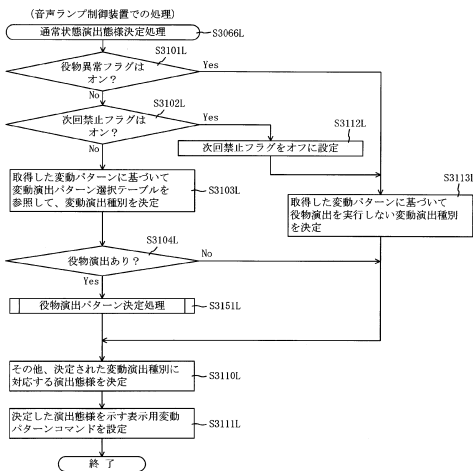 (音声ランプ制御装置での処理)
通常状態演出態様決定処理
S3066L
役物異常フラグは
オン?
S3101L
Yes
No
次回禁止フラグは
オン?
S3102L
Yes
No
S3112L
次回禁止フラグをオフに設定
取得した変動パターンに基づいて
変動演出パターン選択テーブルを
参照して、変動演出種別を決定
S3103L
S3113L
取得した変動パターンに基づいて
役物演出を実行しない変動演出種別
を決定
役物演出あり?
S3104L
No
Yes
役物演出パターン決定処理
S3151L
その他、決定された変動演出種別に
対応する演出態様を決定
S3110L
決定した演出態様を示す表示用変動
パターンコマンドを設定
S3111L
終了